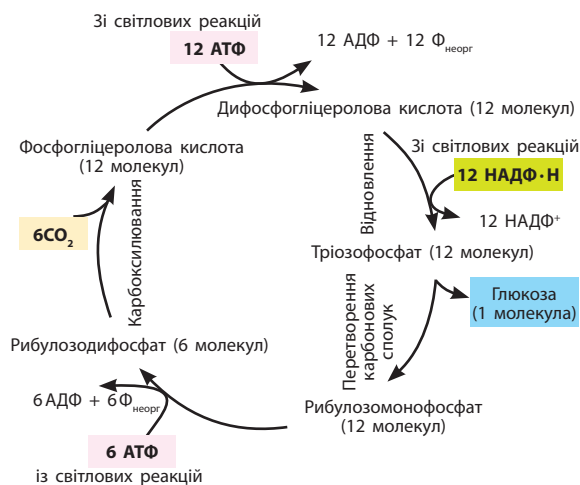 Зі світлових реакцій
12 АТФ
12 АДФ + 12 Фнеорг
Дифосфогліцеролова кислота (12 молекул)
Фосфогліцеролова кислота
(12 молекул)
Зі світлових реакцій
12 НАДФ·Н
Відновлення
12 НАДФ⁺
6CO₂
Карбоксилювання
Тріозофосфат (12 молекул)
Глюкоза
(1 молекула)
Перетворення
карбонових
сполук
Рибулозодифосфат (6 молекул)
6 АДФ + 6Фнеорг
Рибулозомонофосфат
(12 молекул)
6 АТФ
із світлових реакцій